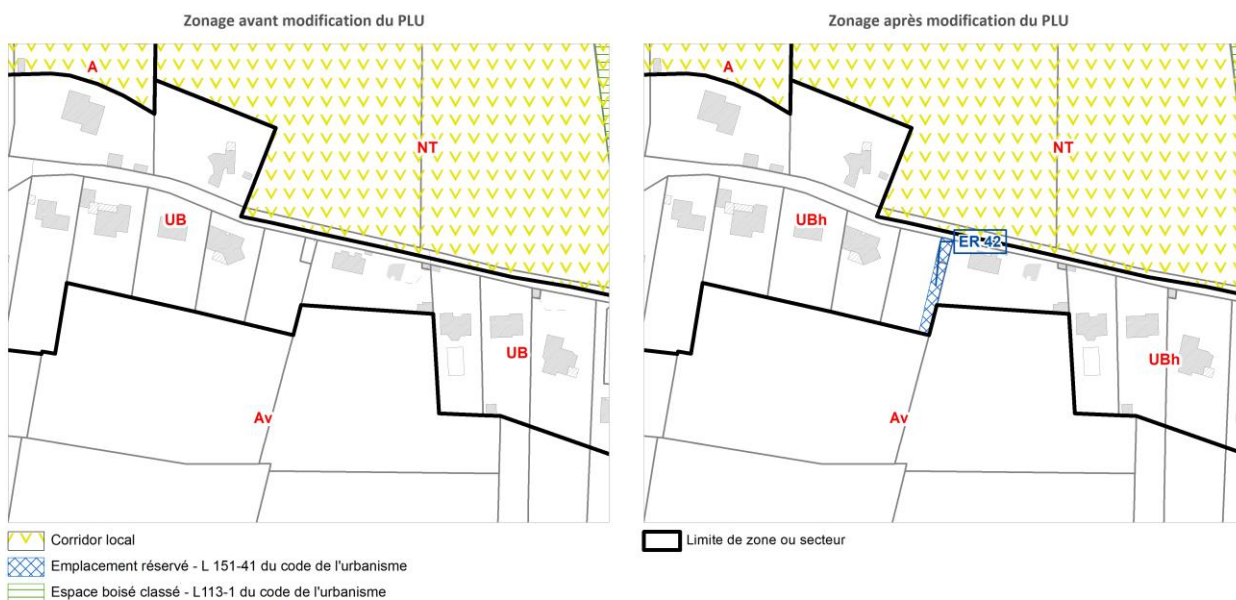 Zonage avant modification du PLU
Zonage après modification du PLU
A
NT
UB
UB
Av
A
NT
UBh
ER 42
UBh
Av
Corridor local
Emplacement réservé - L 151-41 du code de l'urbanisme
Espace boisé classé - L113-1 du code de l'urbanisme
Limite de zone ou secteur